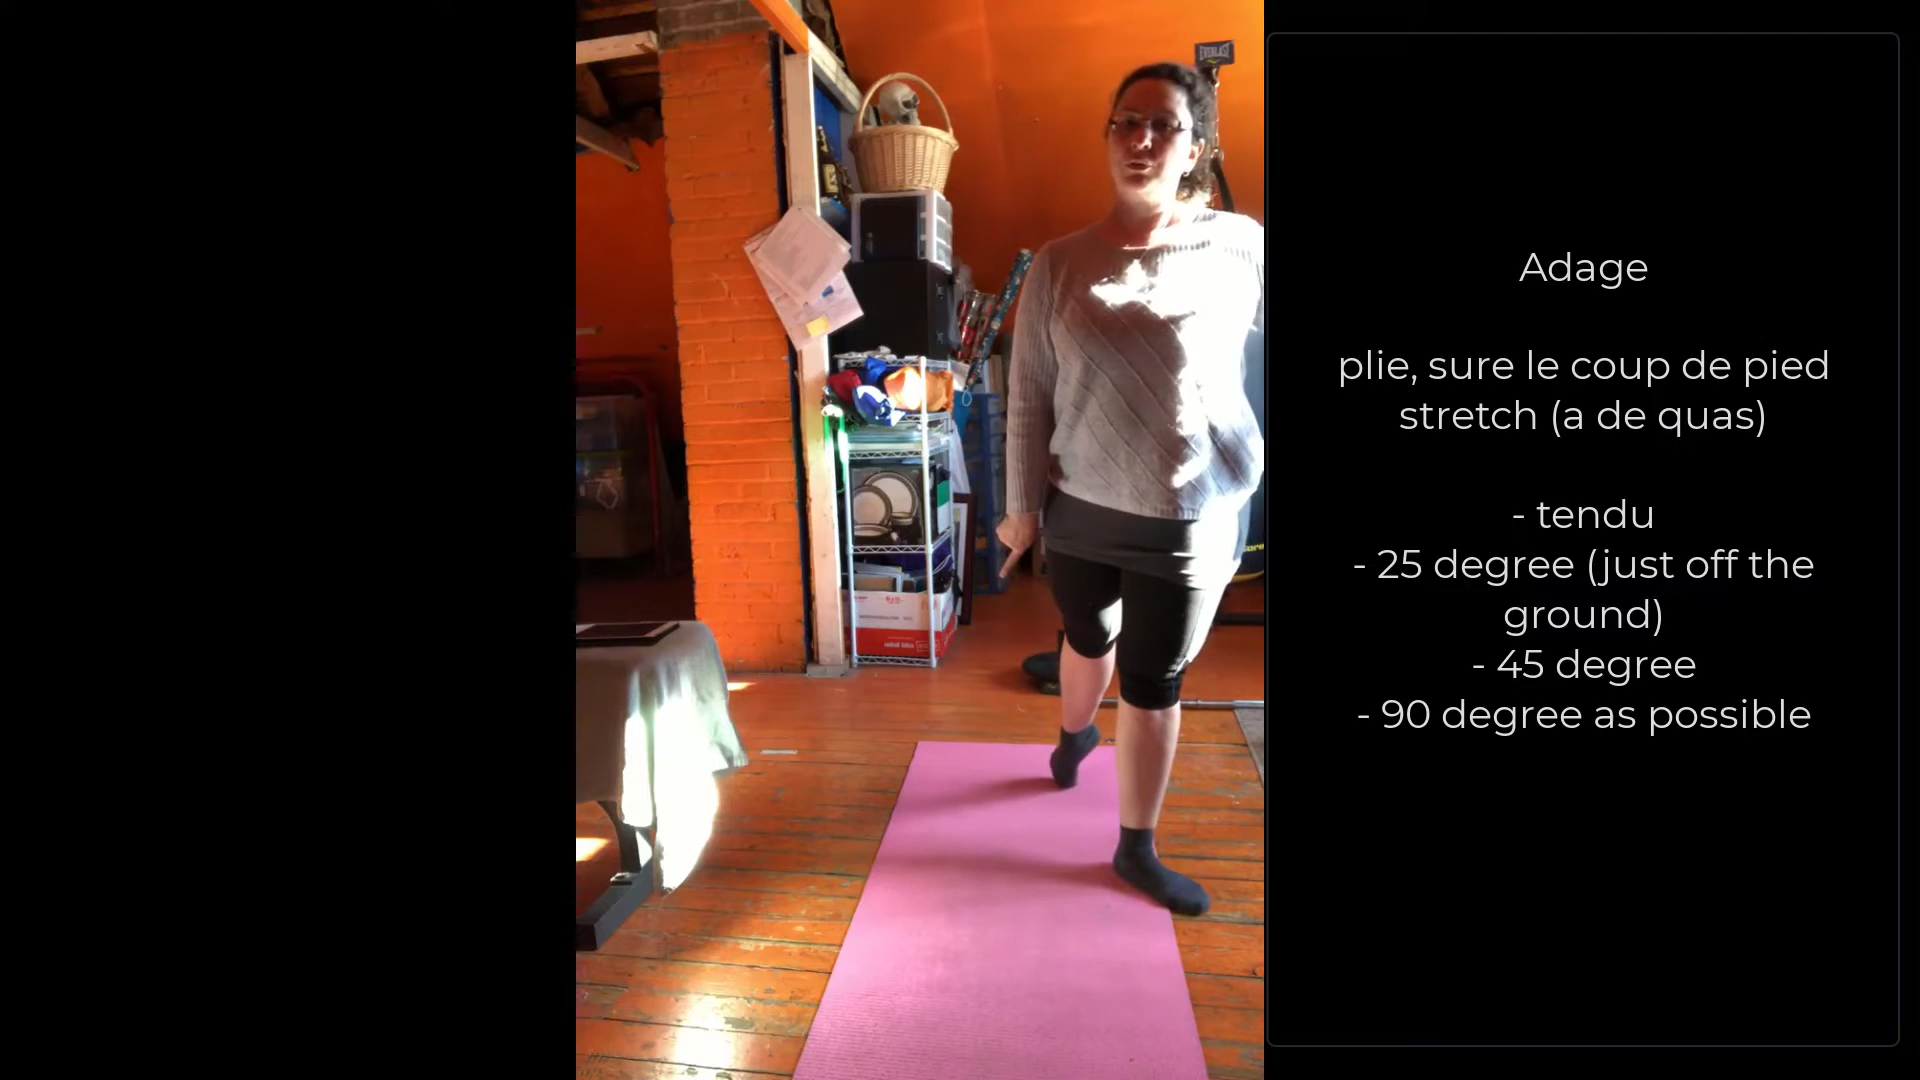 EVERLAST
Adage
plie, sure le coup de pied
stretch (a de quas)
- tendu
- 25 degree (just off the
ground)
- 45 degree
- 90 degree as possible